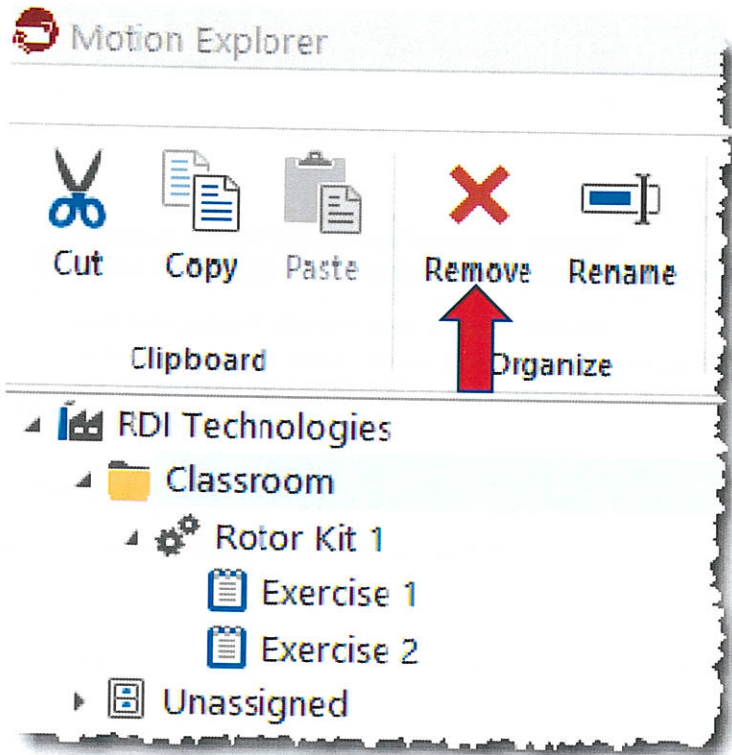 Motion Explorer
Cut Copy Paste Remove Rename
Clipboard Organize
RDI Technologies
Classroom
Rotor Kit 1
Exercise 1
Exercise 2
Unassigned